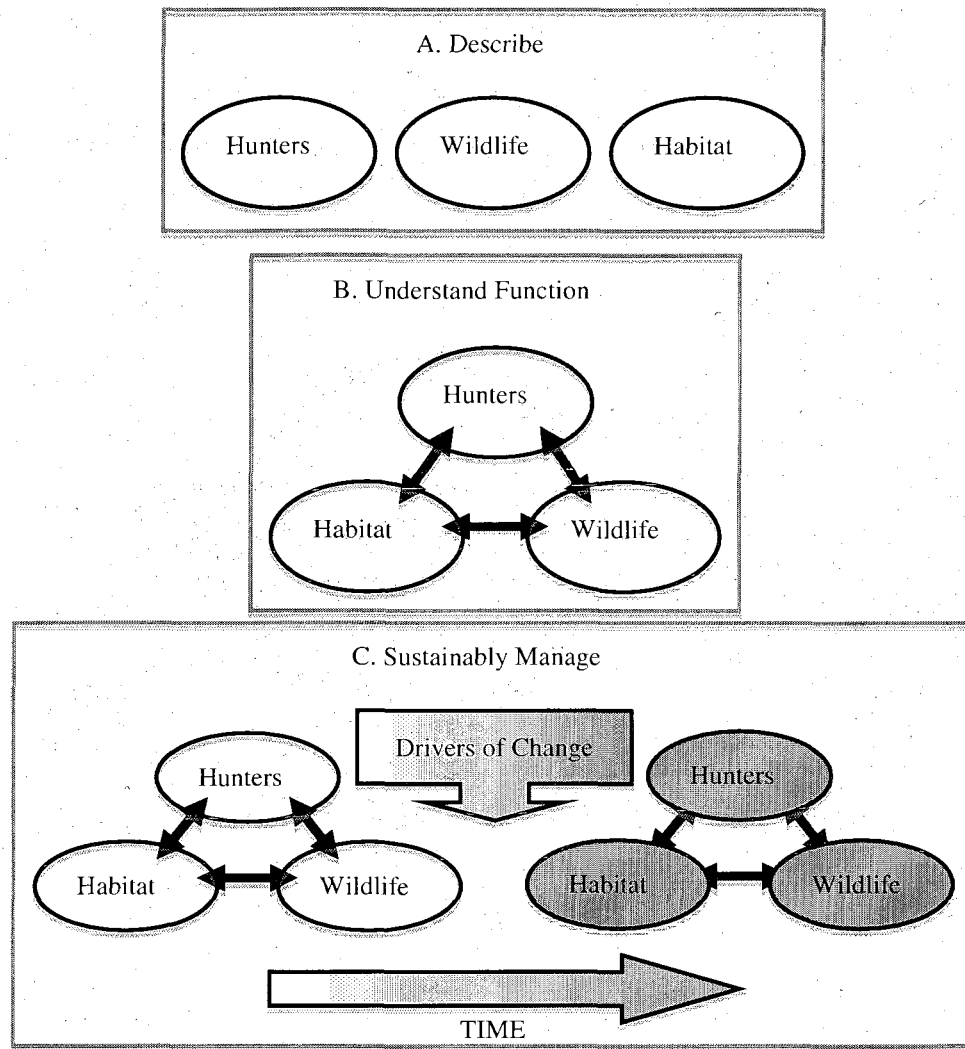 A. Describe
Hunters
Wildlife
Habitat
B. Understand Function
Hunters
Habitat
Wildlife
C. Sustainably Manage
Drivers of Change
Hunters
Habitat
Wildlife
Hunters
Habitat
Wildlife
TIME